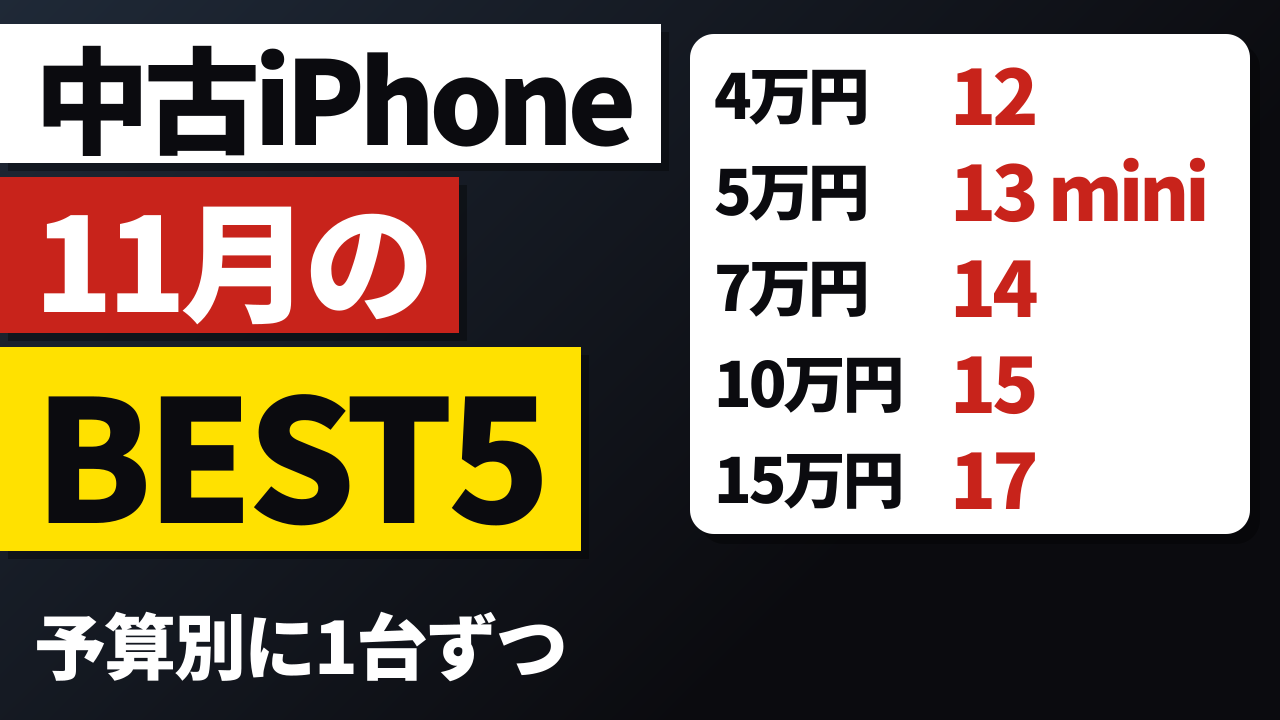 中古iPhone
11月の
BEST5
予算別に1台ずつ
4万円 12
5万円 13 mini
7万円 14
10万円 15
15万円 17